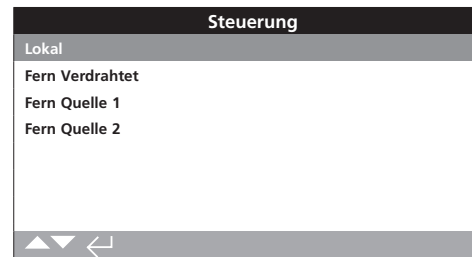 Steuerung
Lokal
Fern Verdrahtet
Fern Quelle 1
Fern Quelle 2